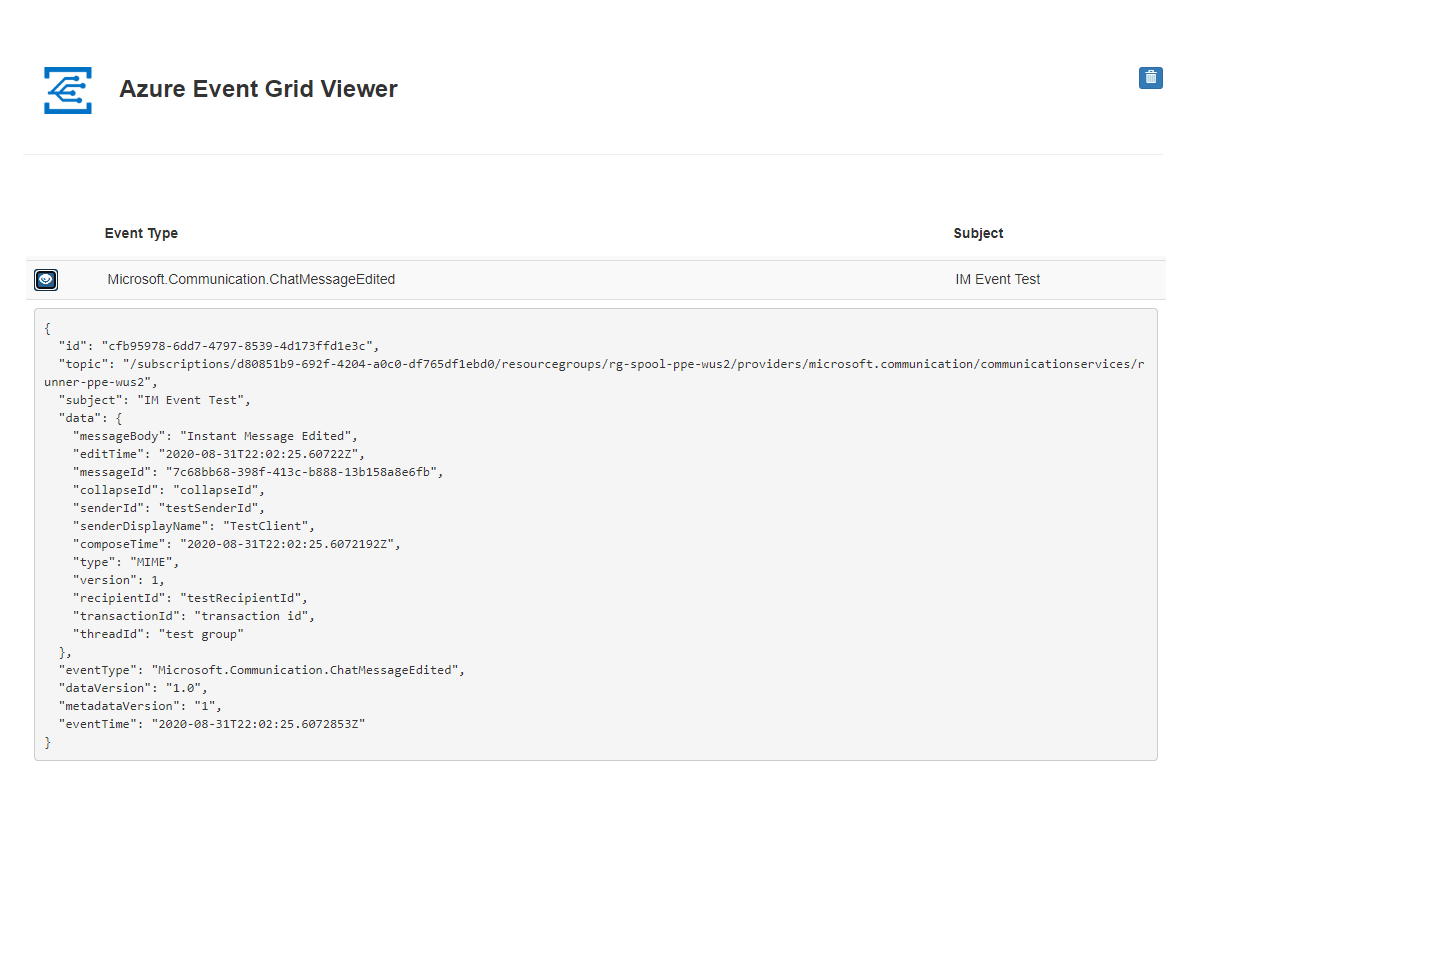 Azure Event Grid Viewer
Event Type Subject
Microsoft.Communication.ChatMessageEdited IM Event Test
{
  "id": "cfb95978-6dd7-4797-8539-4d173ffd1e3c",
  "topic": "/subscriptions/d80851b9-692f-4204-a0c0-df765df1ebd0/resourcegroups/rg-spool-ppe-wus2/providers/microsoft.communication/communicationservices/r
unner-ppe-wus2",
  "subject": "IM Event Test",
  "data": {
    "messageBody": "Instant Message Edited",
    "editTime": "2020-08-31T22:02:25.60722Z",
    "messageId": "7c68bb68-398f-413c-b888-13b158a8e6fb",
    "collapseId": "collapseId",
    "senderId": "testSenderId",
    "senderDisplayName": "TestClient",
    "composeTime": "2020-08-31T22:02:25.6072192Z",
    "type": "MIME",
    "version": 1,
    "recipientId": "testRecipientId",
    "transactionId": "transaction id",
    "threadId": "test group"
  },
  "eventType": "Microsoft.Communication.ChatMessageEdited",
  "dataVersion": "1.0",
  "metadataVersion": "1",
  "eventTime": "2020-08-31T22:02:25.6072853Z"
}